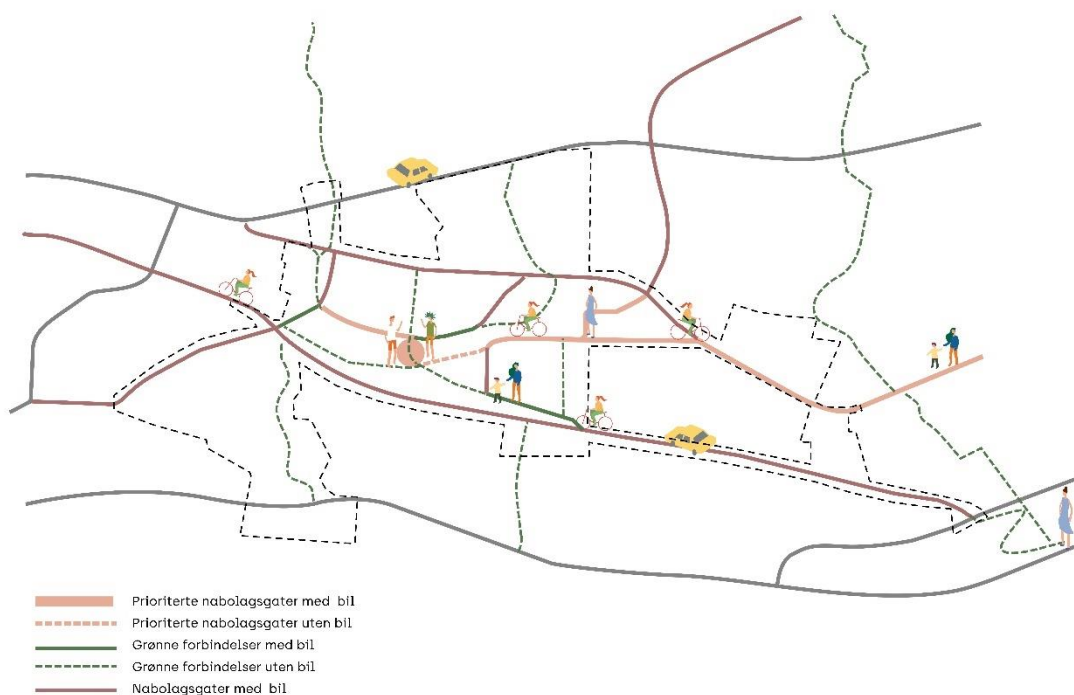 Prioriterte nabolagsgater med bil
Prioriterte nabolagsgater uten bil
Grønne forbindelser med bil
Grønne forbindelser uten bil
Nabolagsgater med bil